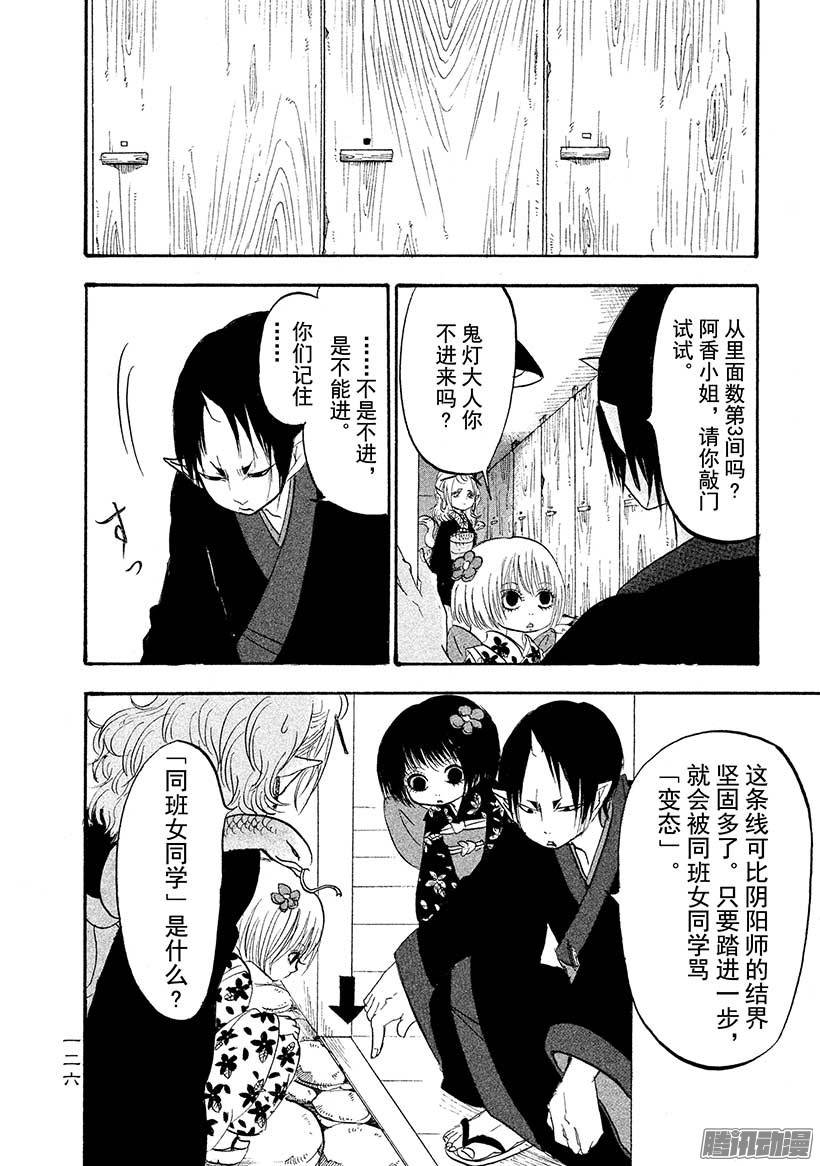 从里面数第3间吗?
阿香小姐，请你敲门
试试。
鬼灯大人你
不进来吗?
……不是不进，
是不能进。
你们记住
……
すっ
这条线可比阴阳师的结界
坚固多了。只要踏进一步，
就会被同班女同学骂
「变态」。
「同班女同学」是什么?
一二六
腾讯动漫